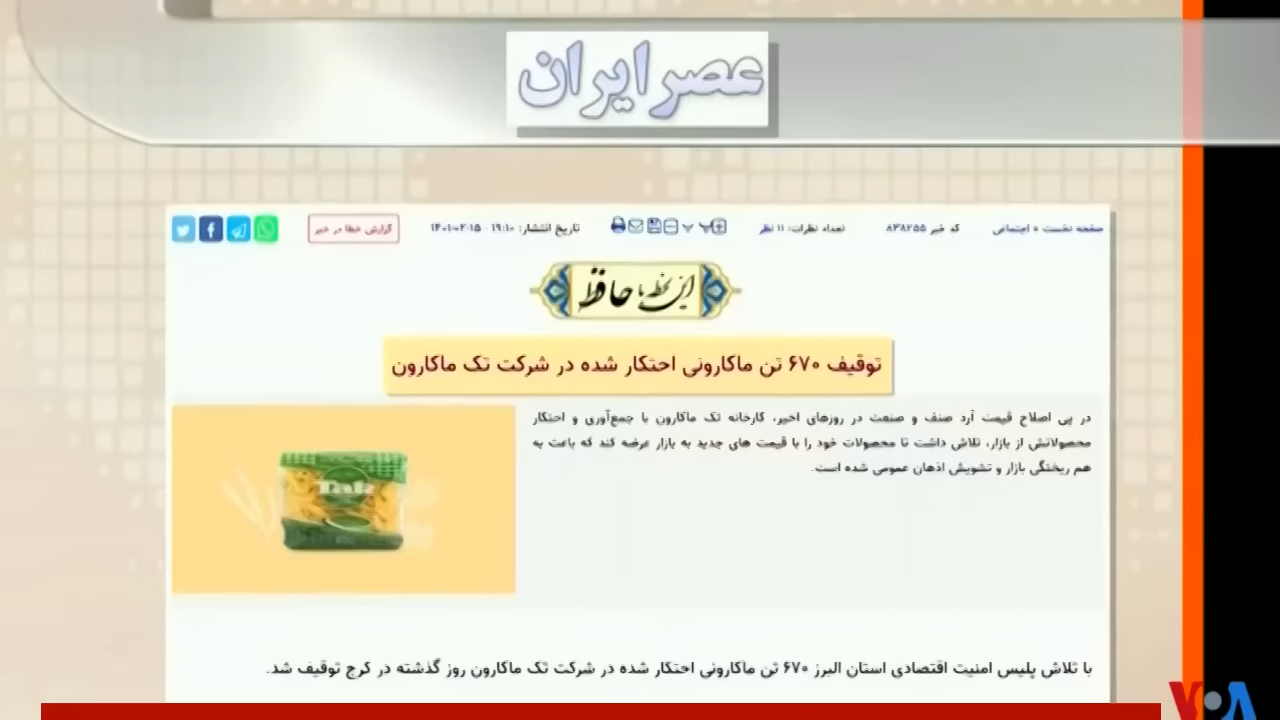 عصر ایران
صفحه نخست » اجتماعی
کد خبر ۸۳۸۲۵۵
تعداد نظرات: ۱۱ نظر
تاریخ انتشار: ۱۹:۱۰ - ۱۵-۰۲-۱۴۰۱
گزارش خطا در خبر
حافظ
توقیف ۶۷۰ تن ماکارونی احتکار شده در شرکت تک ماکارون
در پی اصلاح قیمت آرد صنف و صنعت در روزهای اخیر، کارخانه تک ماکارون با جمع‌آوری و احتکار
محصولاتش از بازار، تلاش داشت تا محصولات خود را با قیمت های جدید به بازار عرضه کند که باعث به
هم ریختگی بازار و تشویش اذهان عمومی شده است.
Tak
با تلاش پلیس امنیت اقتصادی استان البرز ۶۷۰ تن ماکارونی احتکار شده در شرکت تک ماکارون روز گذشته در کرج توقیف شد.
VOA